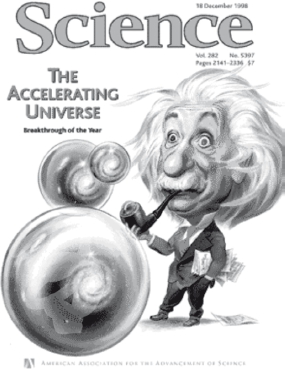 Science
18 December 1998
Vol. 282 No. 5397
Pages 2141–2336 $7
THE
ACCELERATING
UNIVERSE
Breakthrough of the Year
AMERICAN ASSOCIATION FOR THE ADVANCEMENT OF SCIENCE